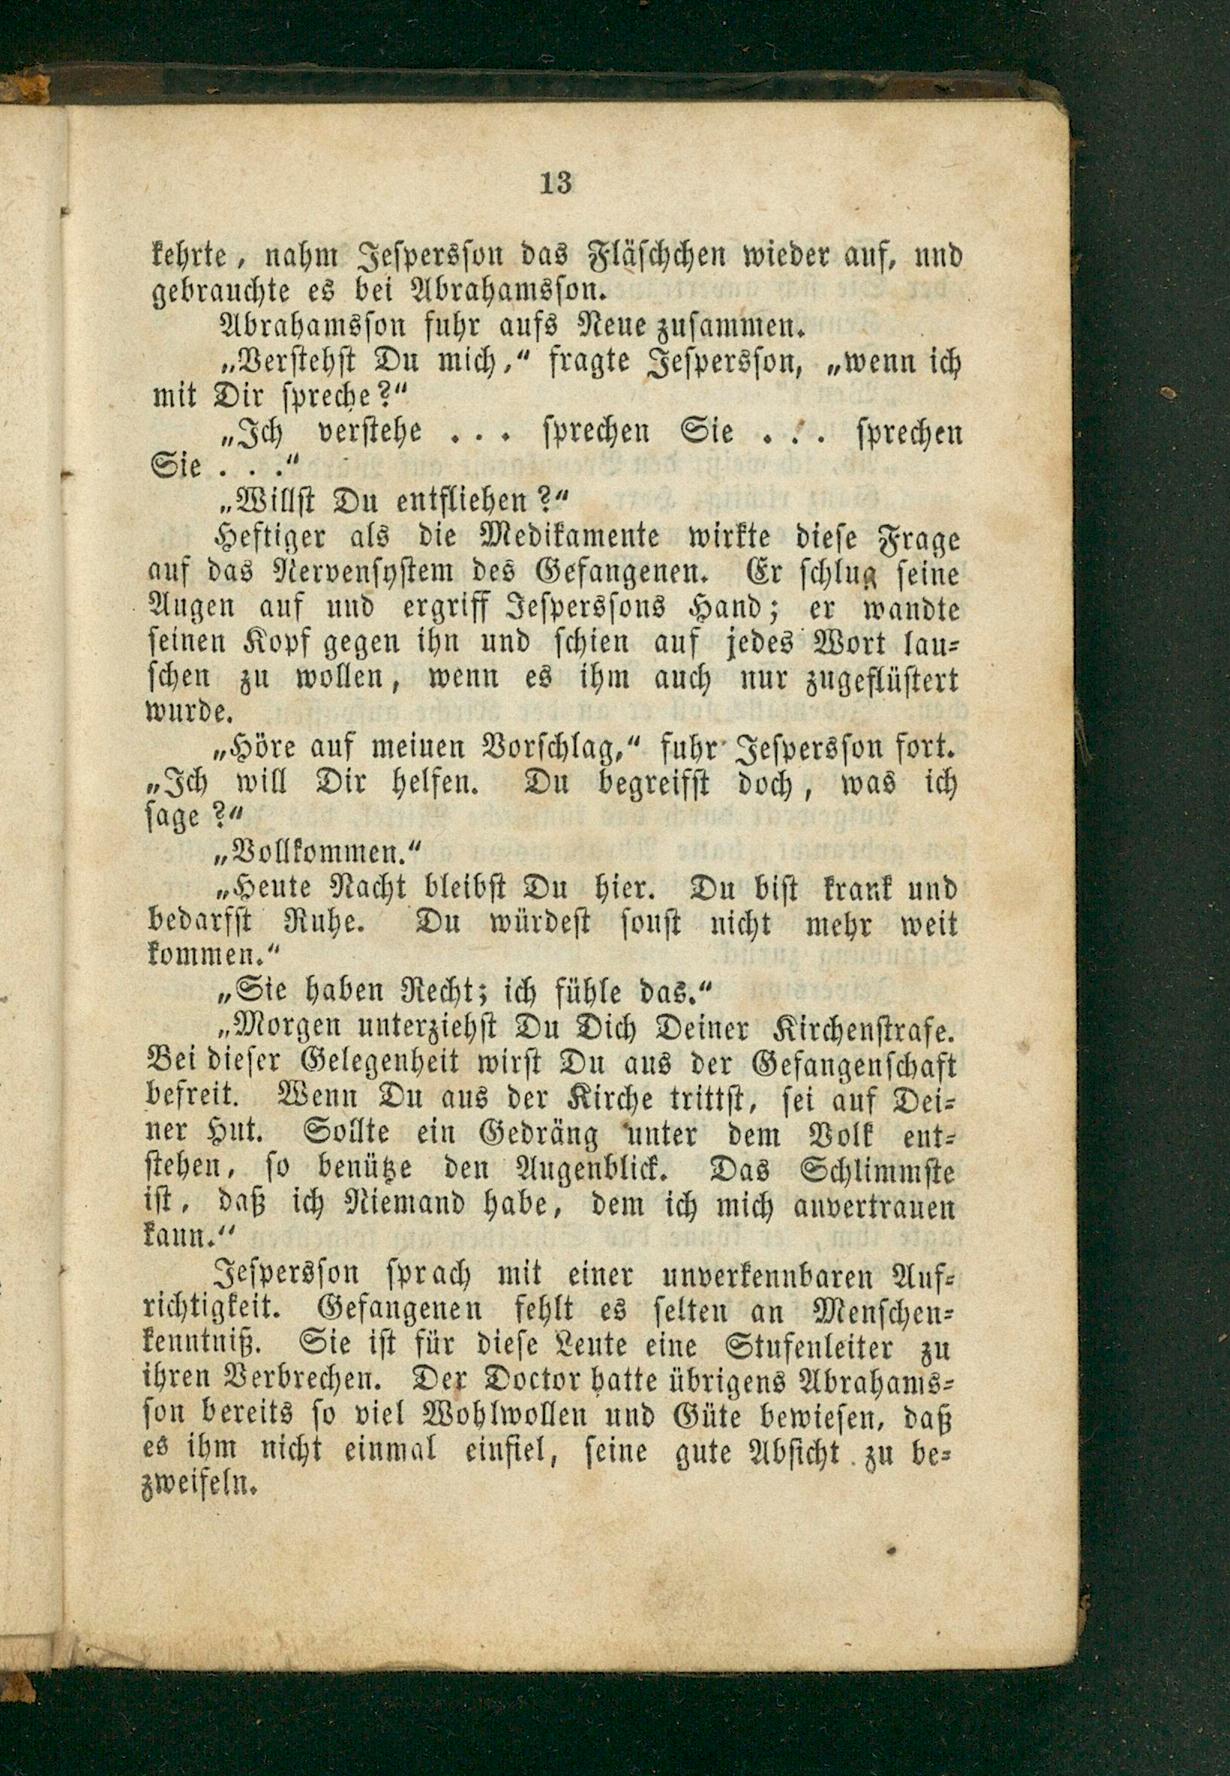 13
kehrte, nahm Jespersson das Fläschchen wieder auf, und
gebrauchte es bei Abrahamsson.
Abrahamsson fuhr aufs Neue zusammen.
„Verstehst Du mich,“ fragte Jespersson, „wenn ich
mit Dir spreche?“
„Ich verstehe . . . sprechen Sie . . . sprechen
Sie . . .“
„Willst Du entfliehen?“
Heftiger als die Medikamente wirkte diese Frage
auf das Nervensystem des Gefangenen. Er schlug seine
Augen auf und ergriff Jesperssons Hand; er wandte
seinen Kopf gegen ihn und schien auf jedes Wort lau-
schen zu wollen, wenn es ihm auch nur zugeflüstert
wurde.
„Höre auf meinen Vorschlag,“ fuhr Jespersson fort.
„Ich will Dir helfen. Du begreifst doch, was ich
sage?“
„Vollkommen.“
„Heute Nacht bleibst Du hier. Du bist krank und
bedarfst Ruhe. Du würdest sonst nicht mehr weit
kommen.“
„Sie haben Recht; ich fühle das.“
„Morgen unterziehst Du Dich Deiner Kirchenstrafe.
Bei dieser Gelegenheit wirst Du aus der Gefangenschaft
befreit. Wenn Du aus der Kirche trittst, sei auf Dei-
ner Hut. Sollte ein Gedräng unter dem Volk ent-
stehen, so benütze den Augenblick. Das Schlimmste
ist, daß ich Niemand habe, dem ich mich anvertrauen
kann.“
Jespersson sprach mit einer unverkennbaren Auf-
richtigkeit. Gefangenen fehlt es selten an Menschen-
kenntniß. Sie ist für diese Leute eine Stufenleiter zu
ihren Verbrechen. Der Doctor hatte übrigens Abrahams-
son bereits so viel Wohlwollen und Güte bewiesen, daß
es ihm nicht einmal einfiel, seine gute Absicht zu be-
zweifeln.